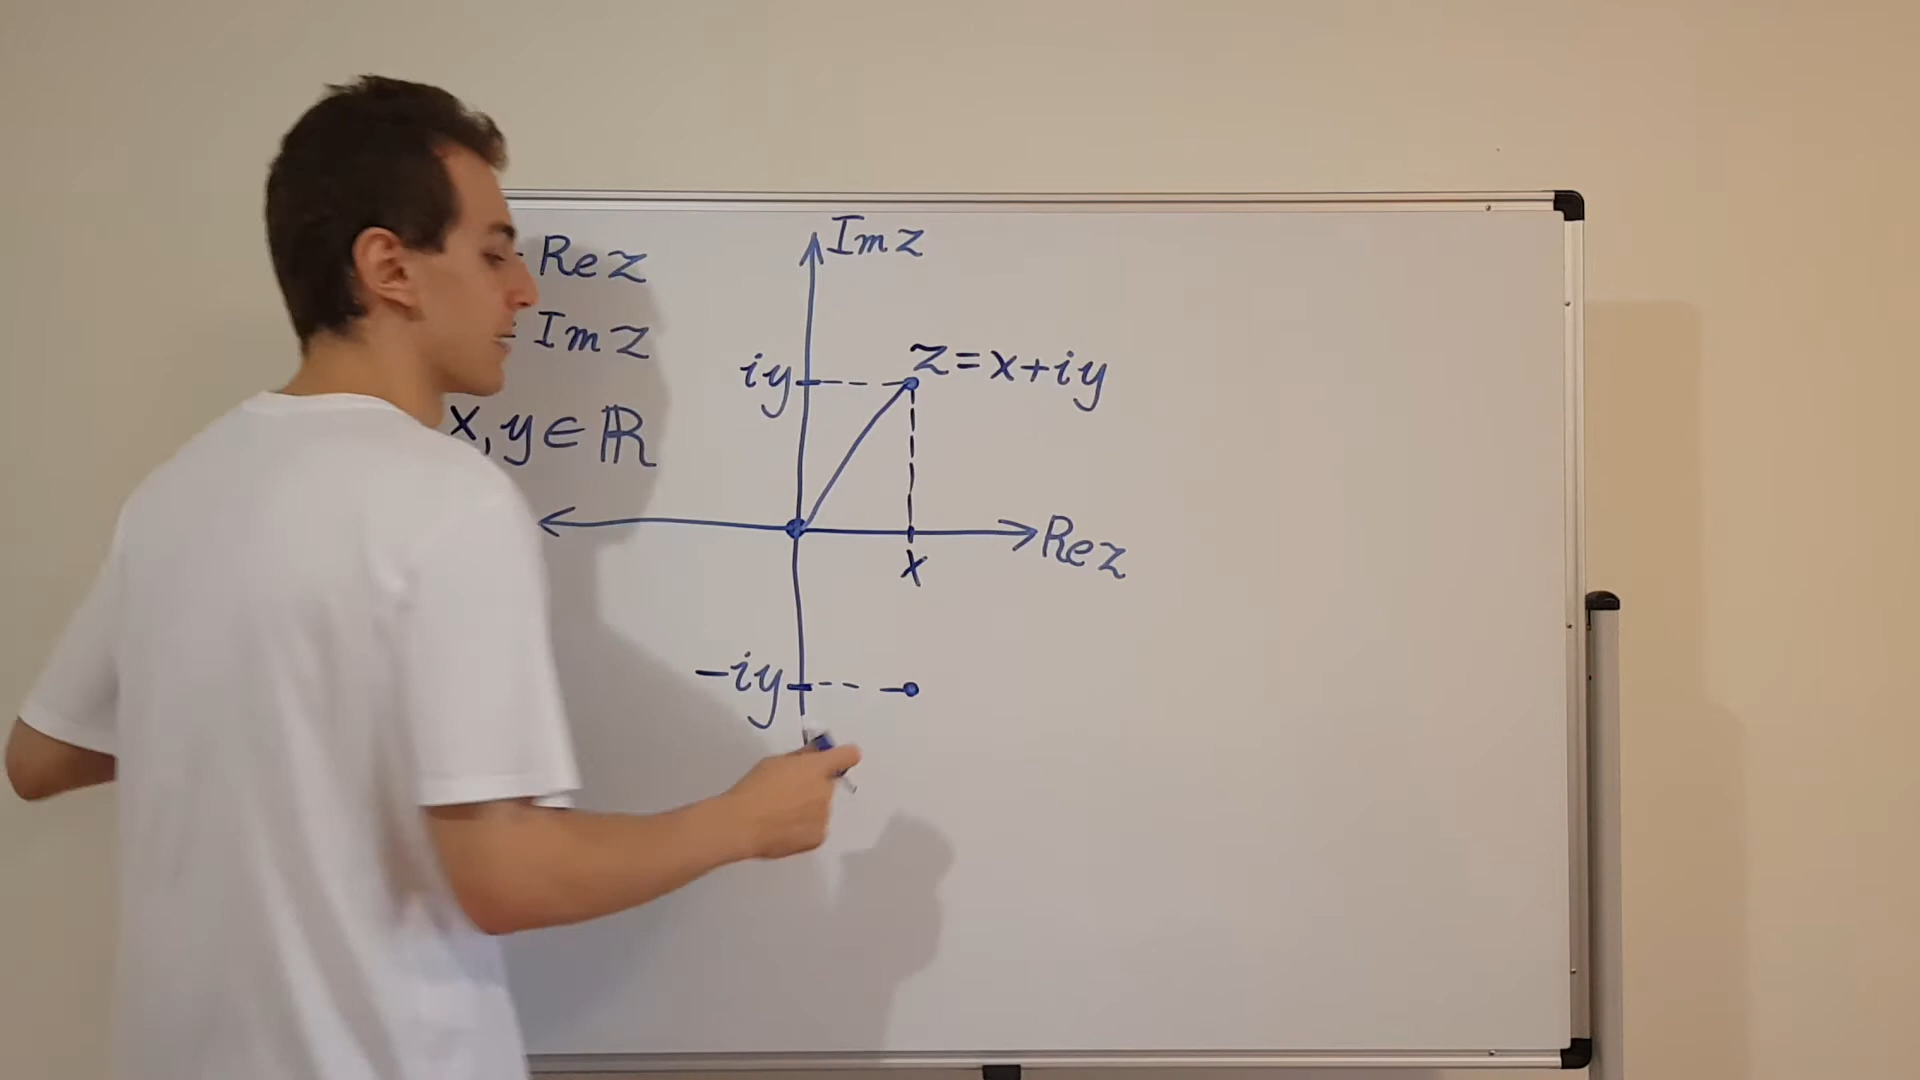 = Re z
= Im z
x, y ∈ ℝ
Im z
iy
z = x + iy
Re z
x
-iy